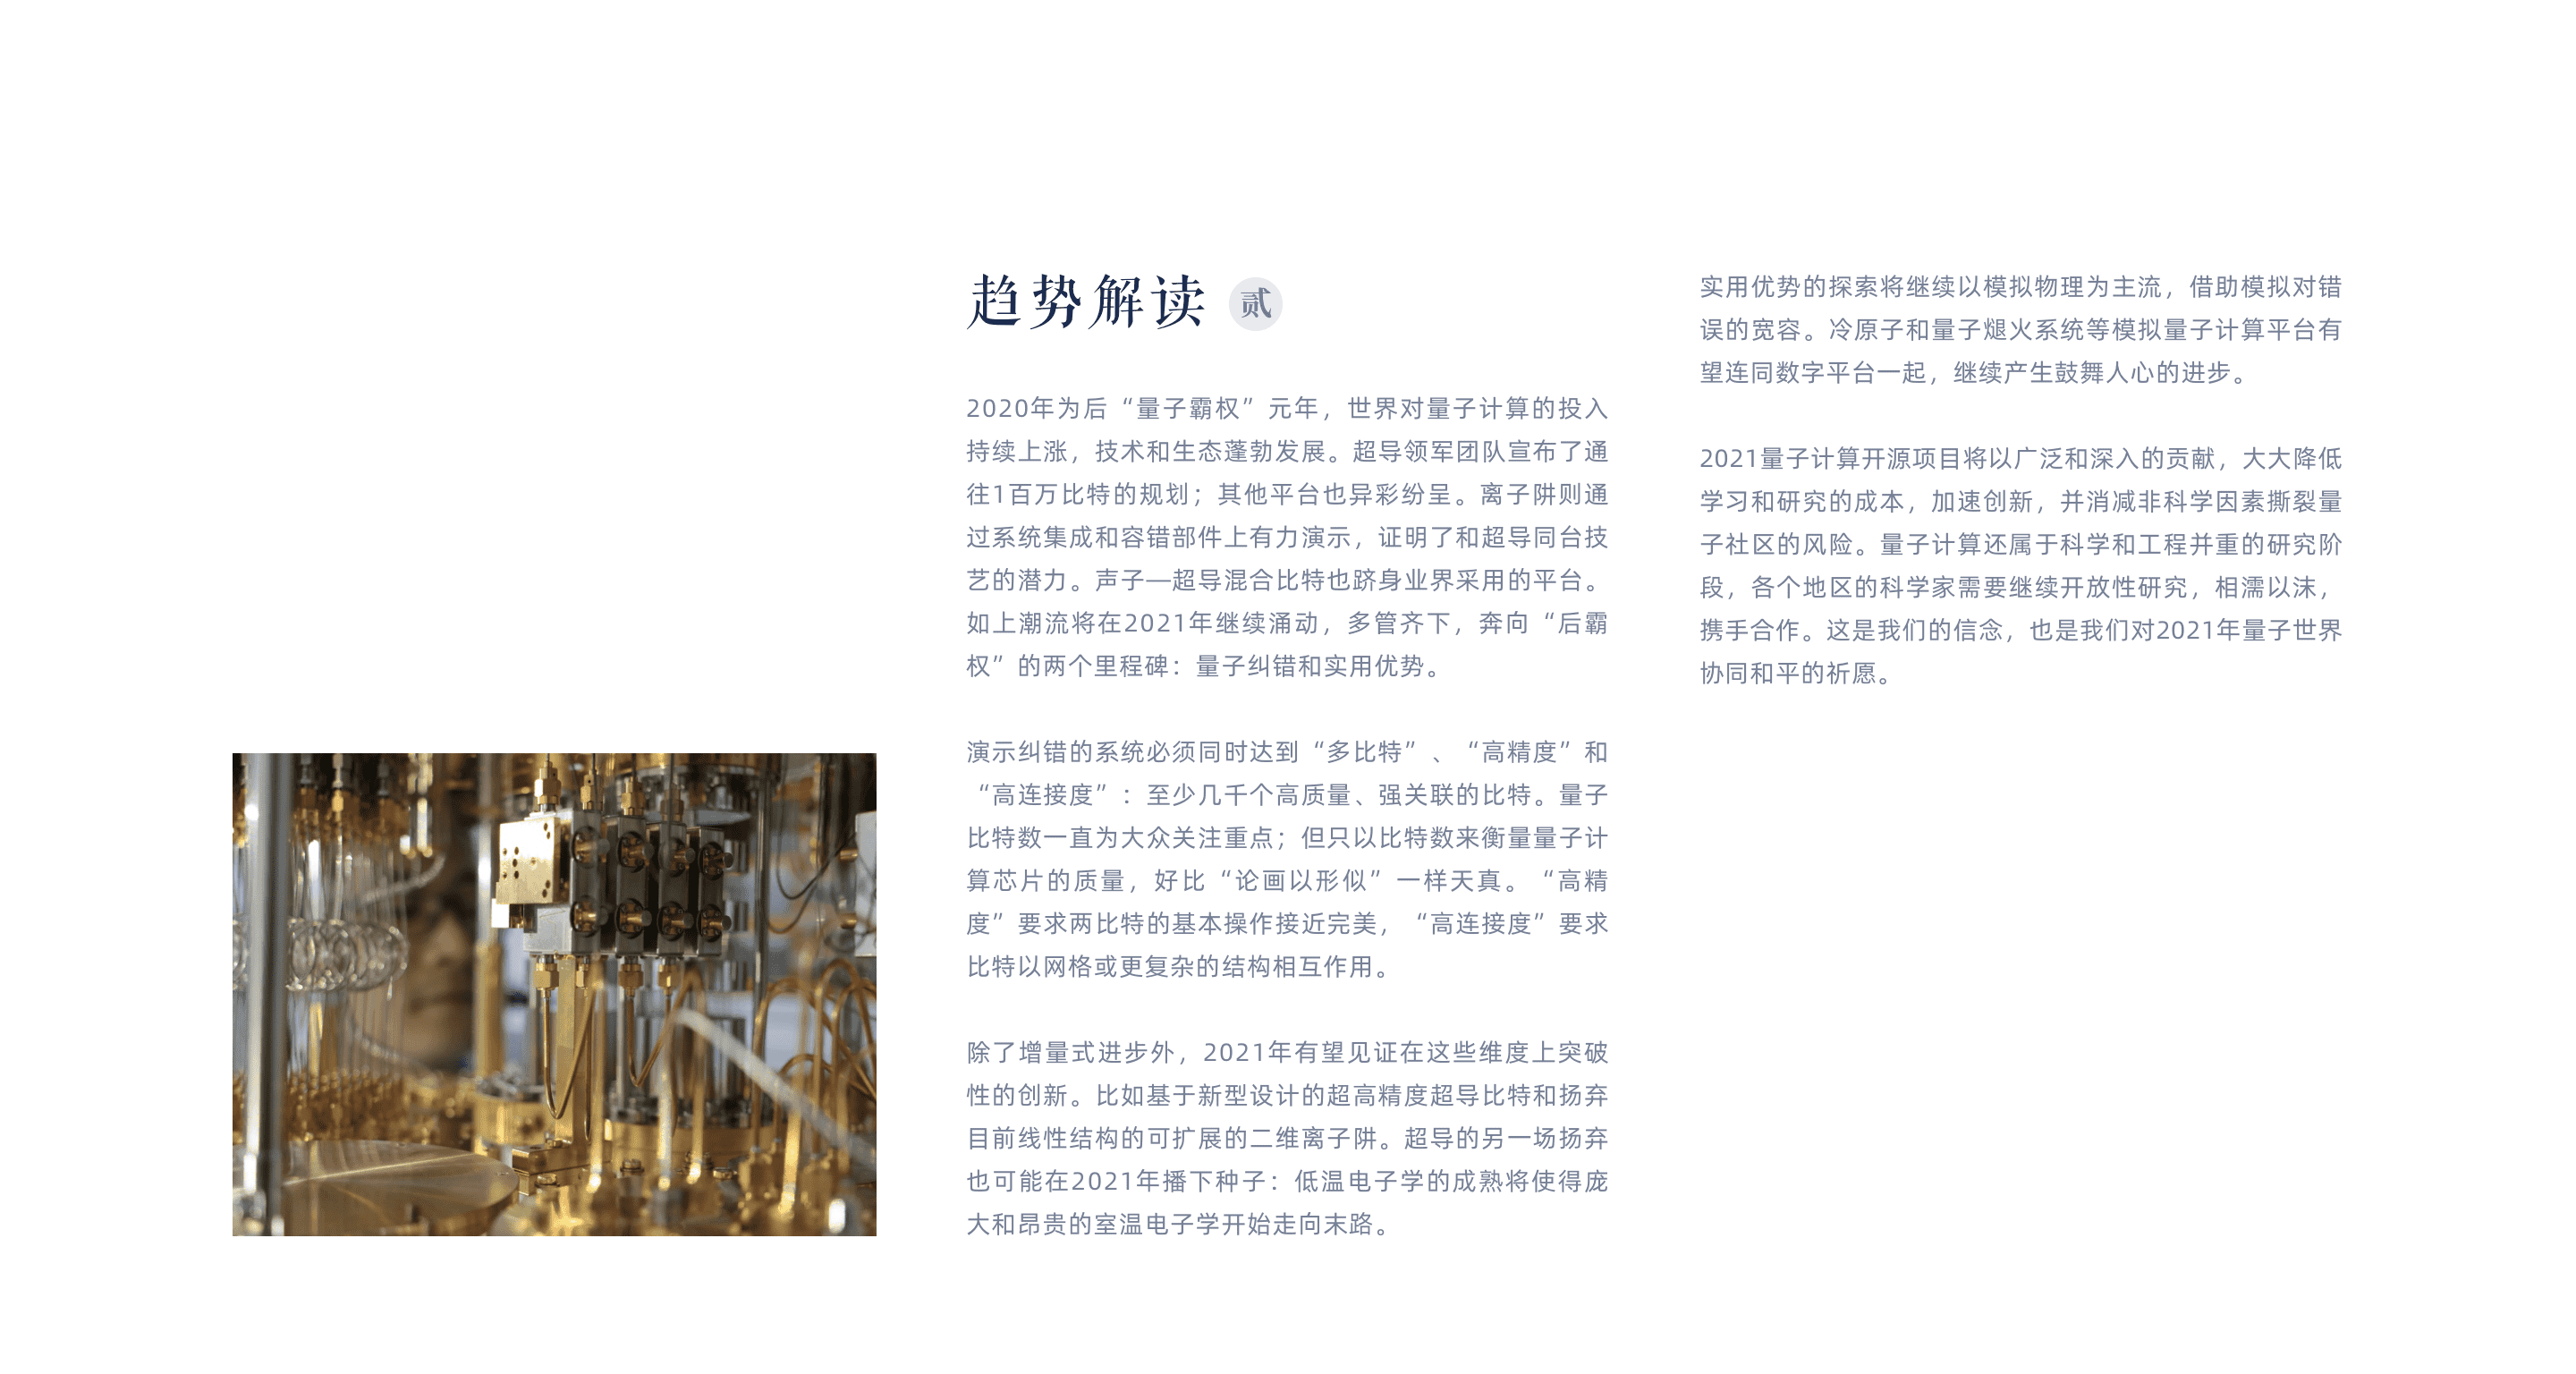 趋势解读 贰
2020年为后“量子霸权”元年，世界对量子计算的投入
持续上涨，技术和生态蓬勃发展。超导领军团队宣布了通
往1百万比特的规划；其他平台也异彩纷呈。离子阱则通
过系统集成和容错部件上有力演示，证明了和超导同台技
艺的潜力。声子—超导混合比特也跻身业界采用的平台。
如上潮流将在2021年继续涌动，多管齐下，奔向“后霸
权”的两个里程碑：量子纠错和实用优势。
演示纠错的系统必须同时达到“多比特”、“高精度”和
“高连接度”：至少几千个高质量、强关联的比特。量子
比特数一直为大众关注重点；但只以比特数来衡量量子计
算芯片的质量，好比“论画以形似”一样天真。“高精
度”要求两比特的基本操作接近完美，“高连接度”要求
比特以网格或更复杂的结构相互作用。
除了增量式进步外，2021年有望见证在这些维度上突破
性的创新。比如基于新型设计的超高精度超导比特和扬弃
目前线性结构的可扩展的二维离子阱。超导的另一场扬弃
也可能在2021年播下种子：低温电子学的成熟将使得庞
大和昂贵的室温电子学开始走向末路。
实用优势的探索将继续以模拟物理为主流，借助模拟对错
误的宽容。冷原子和量子煺火系统等模拟量子计算平台有
望连同数字平台一起，继续产生鼓舞人心的进步。
2021量子计算开源项目将以广泛和深入的贡献，大大降低
学习和研究的成本，加速创新，并消减非科学因素撕裂量
子社区的风险。量子计算还属于科学和工程并重的研究阶
段，各个地区的科学家需要继续开放性研究，相濡以沫，
携手合作。这是我们的信念，也是我们对2021年量子世界
协同和平的祈愿。